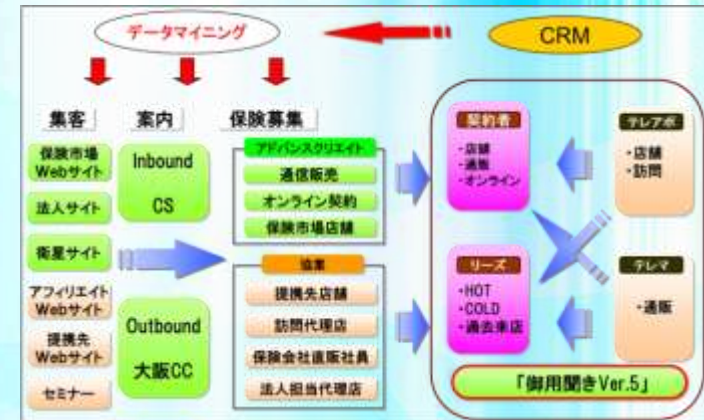 データマイニング
CRM
集客
案内
保険募集
保険市場
Webサイト
法人サイト
衛星サイト
アフィリエイト
Webサイト
提携先
Webサイト
セミナー
Inbound
CS
Outbound
大阪CC
アドバンスクリエイト
通信販売
オンライン契約
保険市場店舗
協業
提携先店舗
訪問代理店
保険会社直販社員
法人担当代理店
契約者
・店舗
・通販
・オンライン
リーズ
・HOT
・COLD
・過去来店
テレアポ
・店舗
・訪問
テレマ
・通販
「御用聞きVer.5」